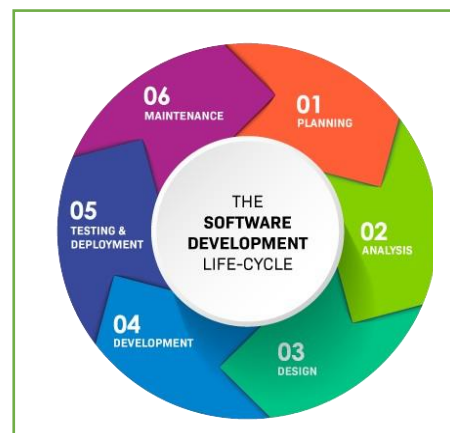 THE
SOFTWARE
DEVELOPMENT
LIFE-CYCLE
01
PLANNING
02
ANALYSIS
03
DESIGN
04
DEVELOPMENT
05
TESTING &
DEPLOYMENT
06
MAINTENANCE